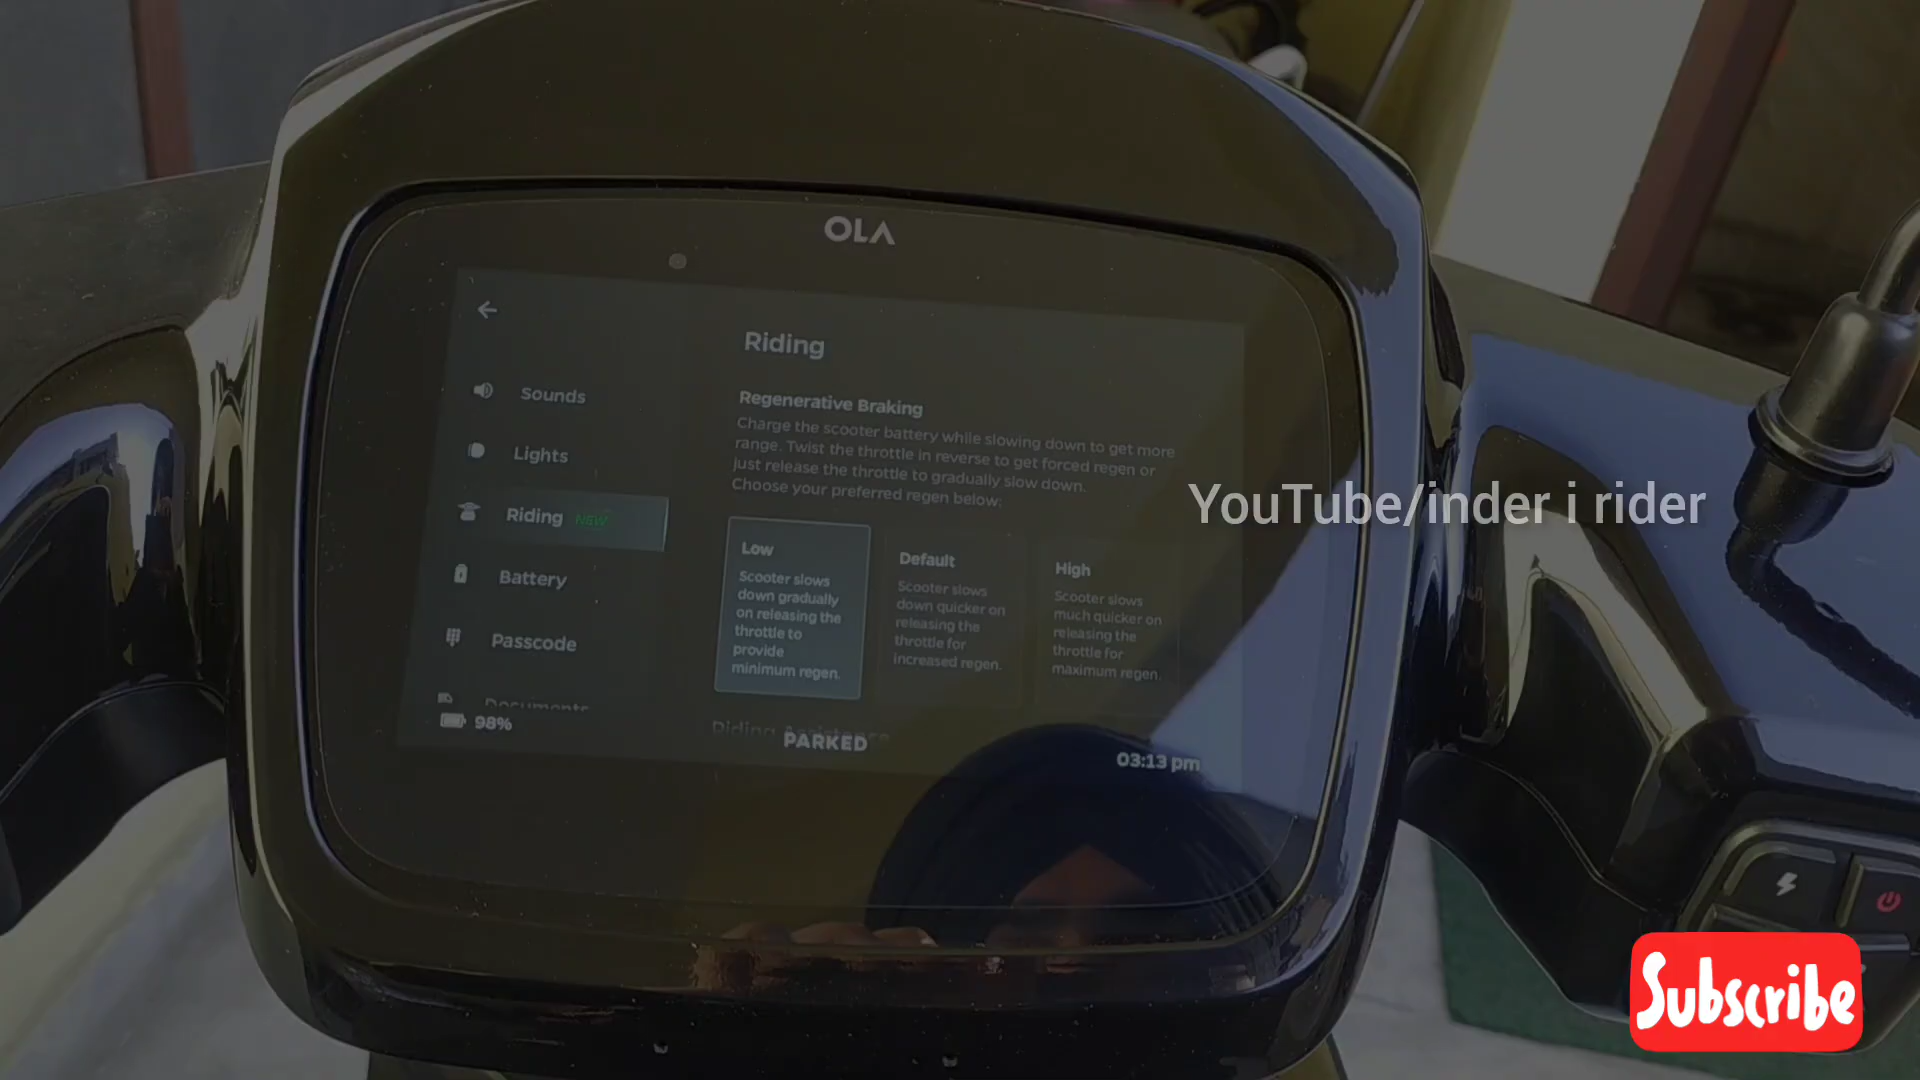 OLA
Riding
Sounds
Lights
Riding NEW
Battery
Passcode
Documents
98%
Regenerative Braking
Charge the scooter battery while slowing down to get more
range. Twist the throttle in reverse to get forced regen or
just release the throttle to gradually slow down.
Choose your preferred regen below:
Low
Scooter slows
down gradually
on releasing the
throttle to
provide
minimum regen.
Default
Scooter slows
down quicker on
releasing the
throttle for
increased regen.
High
Scooter slows
much quicker on
releasing the
throttle for
maximum regen.
Riding Assistance
PARKED
03:13 pm
YouTube/inder i rider
Subscribe